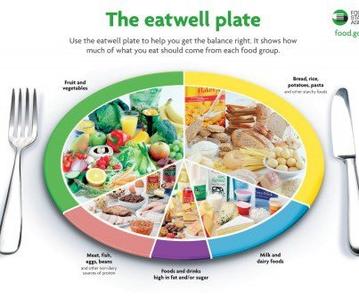 The eatwell plate
Use the eatwell plate to help you get the balance right. It shows how
much of what you eat should come from each food group.
food.go
Fruit and
vegetables
Bread, rice,
potatoes, pasta
and other starchy foods
Meat, fish,
eggs, beans
and other non-dairy
sources of protein
Foods and drinks
high in fat and/or sugar
Milk and
dairy foods